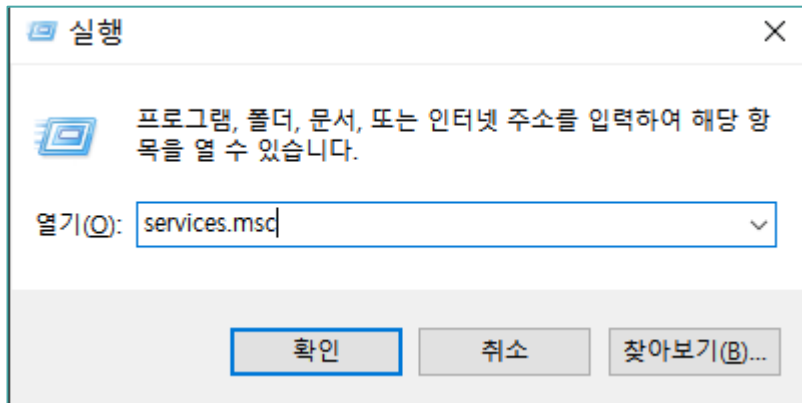 실행
프로그램, 폴더, 문서, 또는 인터넷 주소를 입력하여 해당 항
목을 열 수 있습니다.
열기(O): services.msc
확인 취소 찾아보기(B)...